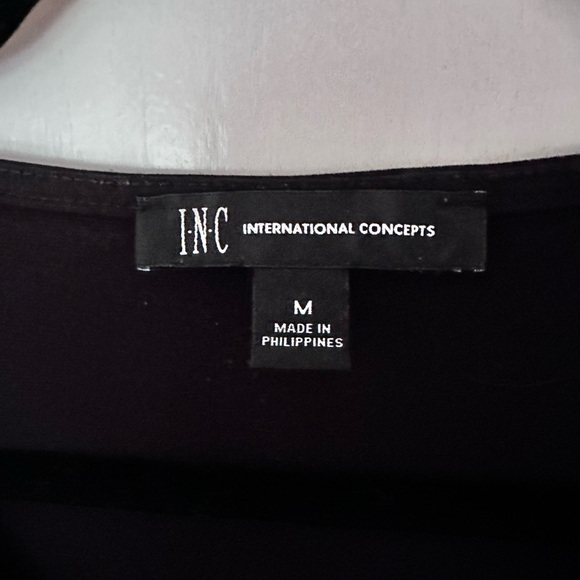 I·N·C INTERNATIONAL CONCEPTS
M
MADE IN
PHILIPPINES